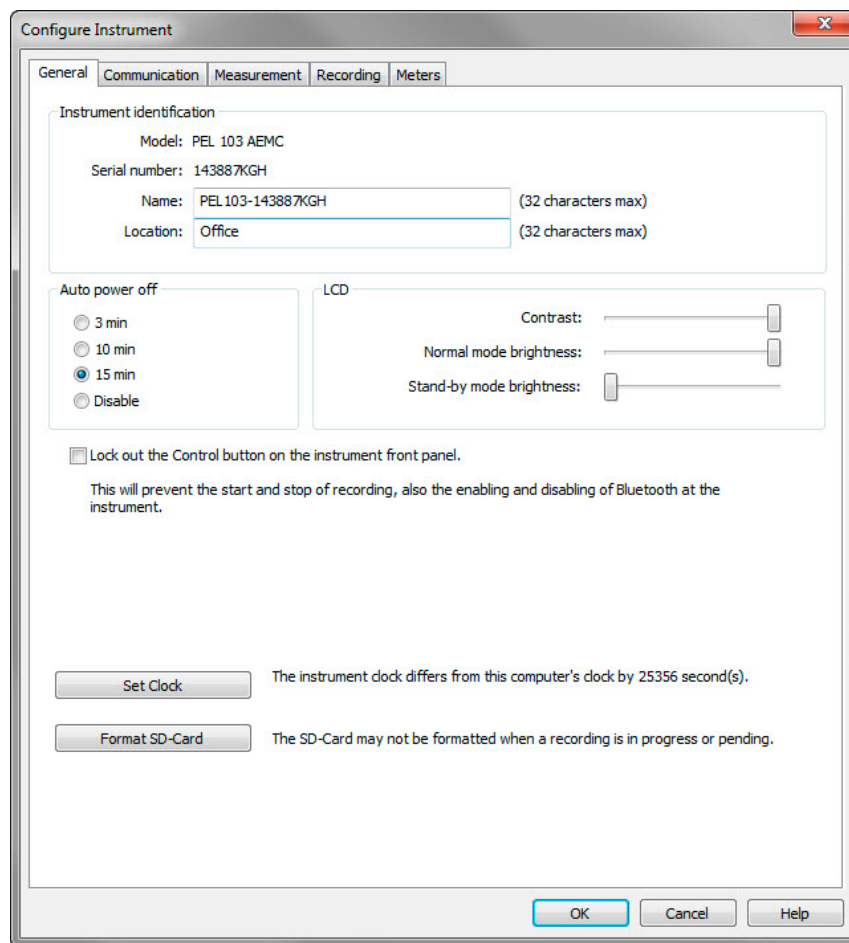 Configure Instrument
General Communication Measurement Recording Meters
Instrument identification
Model: PEL 103 AEMC
Serial number: 143887KGH
Name: PEL103-143887KGH (32 characters max)
Location: Office (32 characters max)
Auto power off
3 min
10 min
15 min
Disable
LCD
Contrast:
Normal mode brightness:
Stand-by mode brightness:
Lock out the Control button on the instrument front panel.
This will prevent the start and stop of recording, also the enabling and disabling of Bluetooth at the
instrument.
Set Clock The instrument clock differs from this computer's clock by 25356 second(s).
Format SD-Card The SD-Card may not be formatted when a recording is in progress or pending.
OK Cancel Help